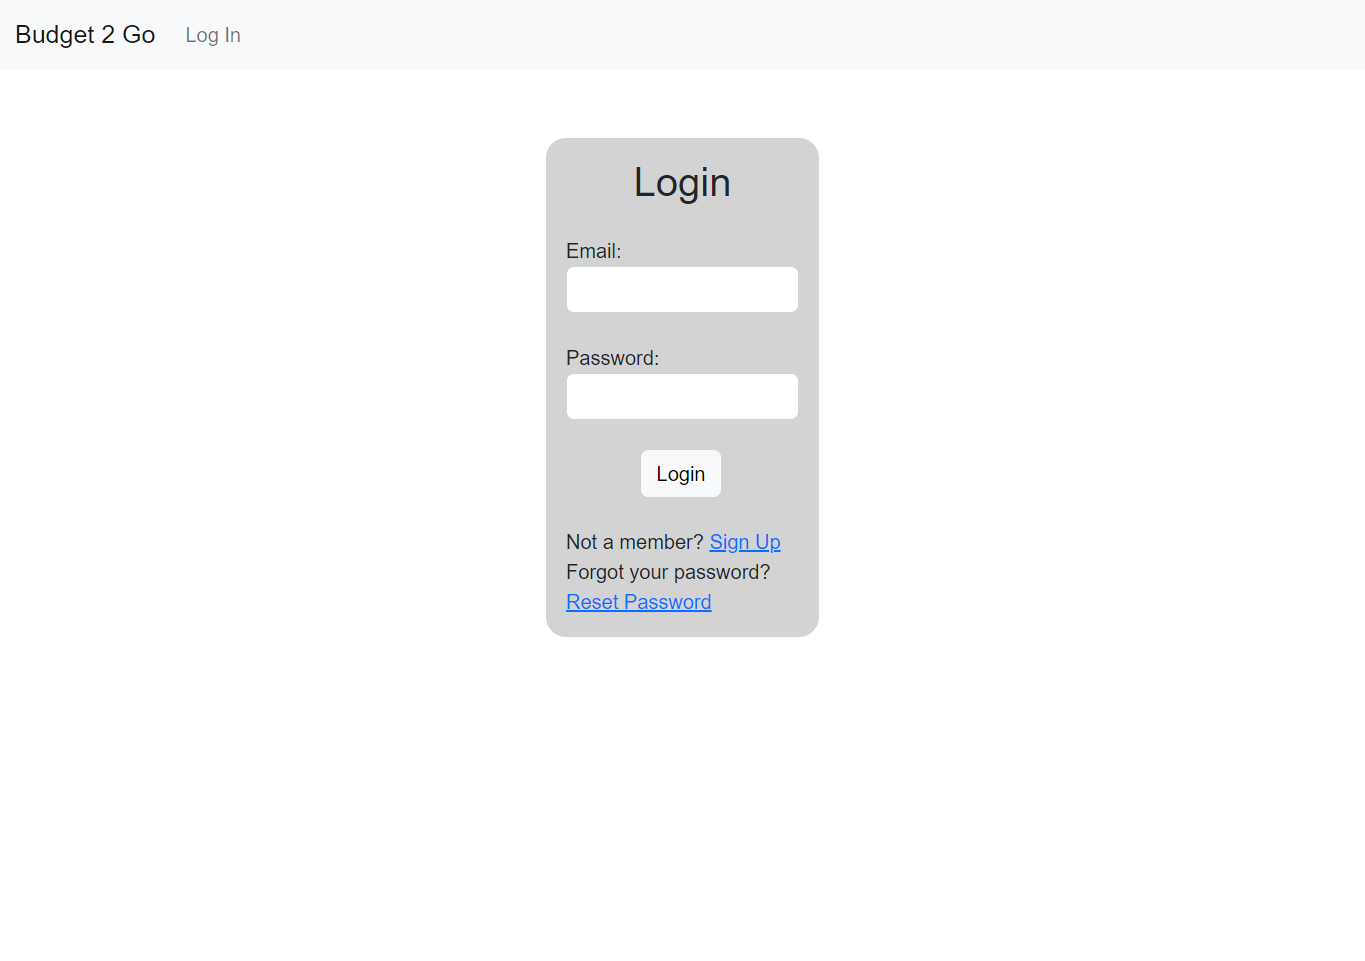 Budget 2 Go Log In
Login
Email:
Password:
Login
Not a member? Sign Up
Forgot your password?
Reset Password